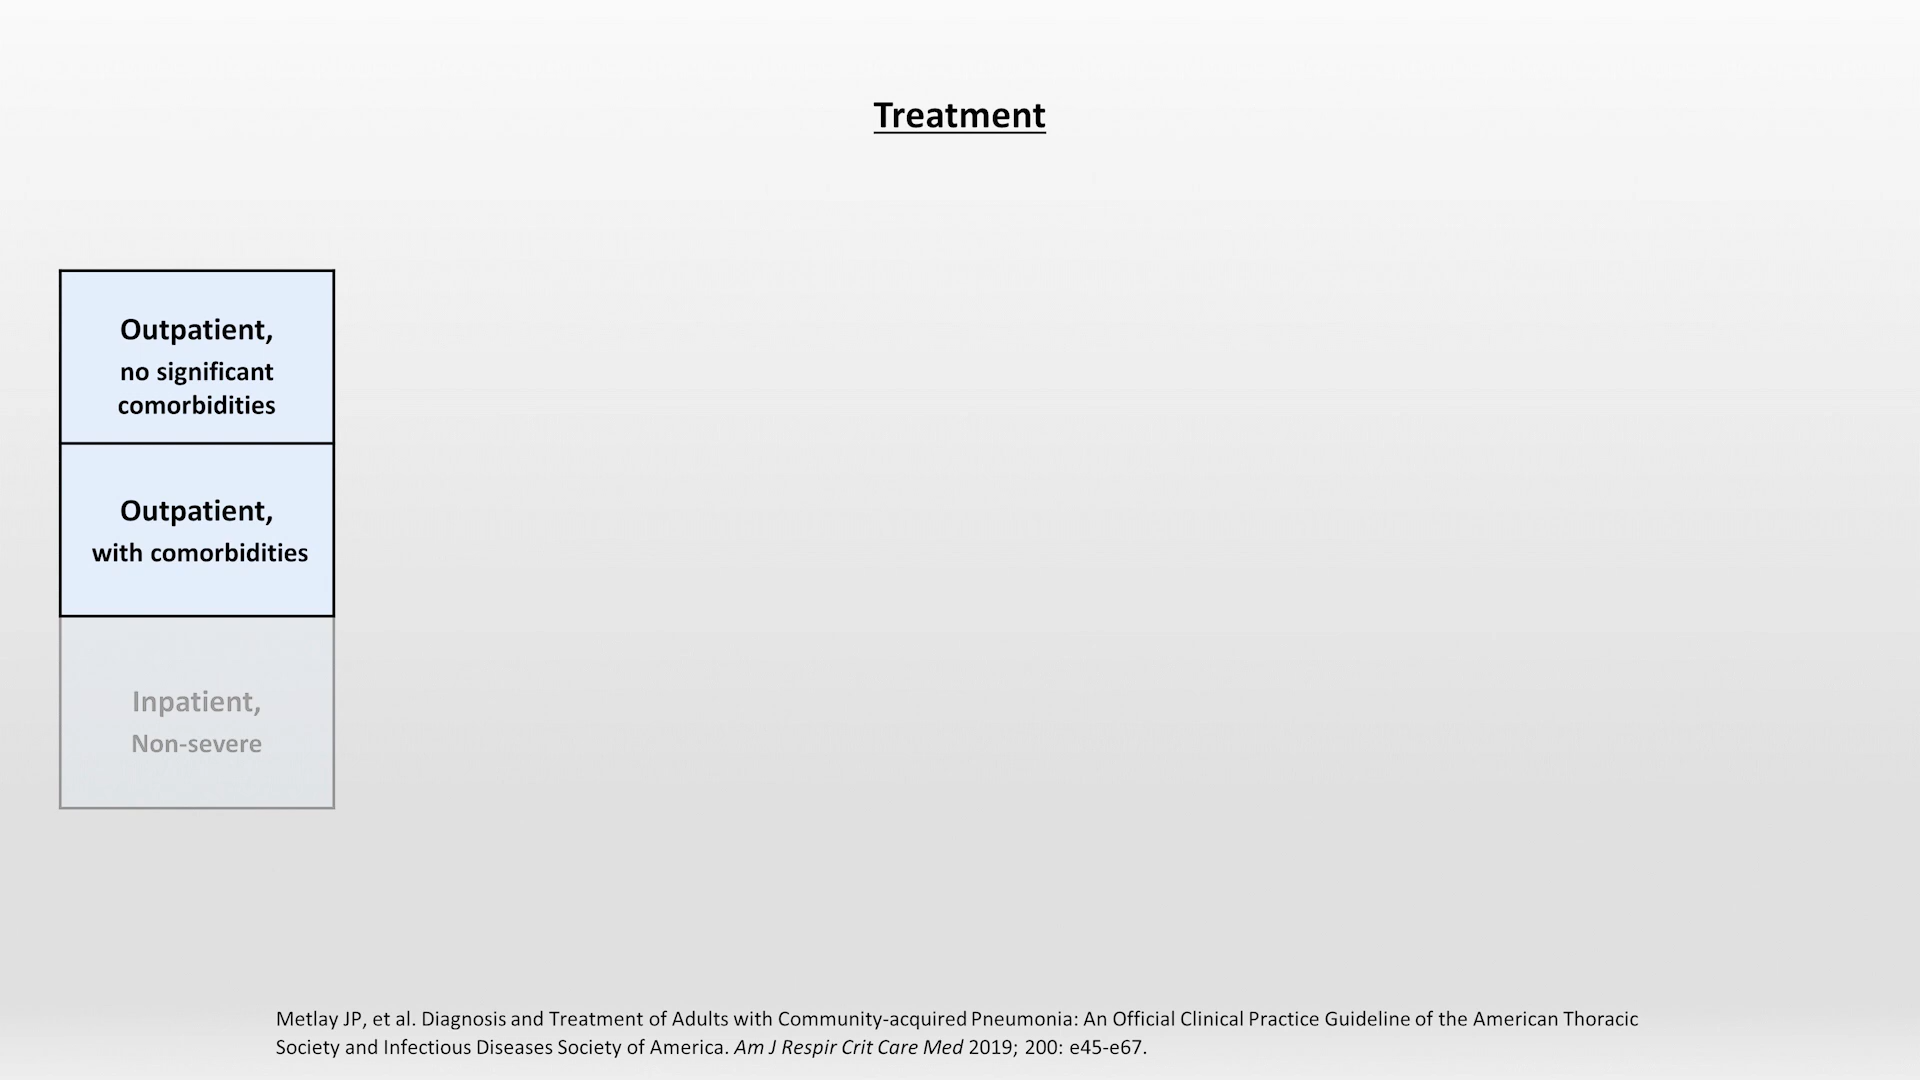 Treatment
Outpatient,
no significant
comorbidities
Outpatient,
with comorbidities
Inpatient,
Non-severe
Metlay JP, et al. Diagnosis and Treatment of Adults with Community-acquired Pneumonia: An Official Clinical Practice Guideline of the American Thoracic
Society and Infectious Diseases Society of America. Am J Respir Crit Care Med 2019; 200: e45-e67.